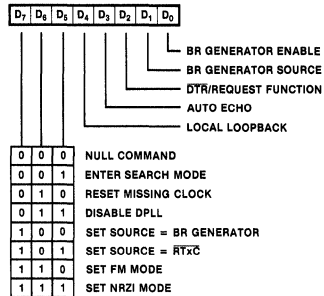 D7 D6 D5 D4 D3 D2 D1 D0
BR GENERATOR ENABLE
BR GENERATOR SOURCE
DTR/REQUEST FUNCTION
AUTO ECHO
LOCAL LOOPBACK
0 0 0 NULL COMMAND
0 0 1 ENTER SEARCH MODE
0 1 0 RESET MISSING CLOCK
0 1 1 DISABLE DPLL
1 0 0 SET SOURCE = BR GENERATOR
1 0 1 SET SOURCE = RTxC
1 1 0 SET FM MODE
1 1 1 SET NRZI MODE